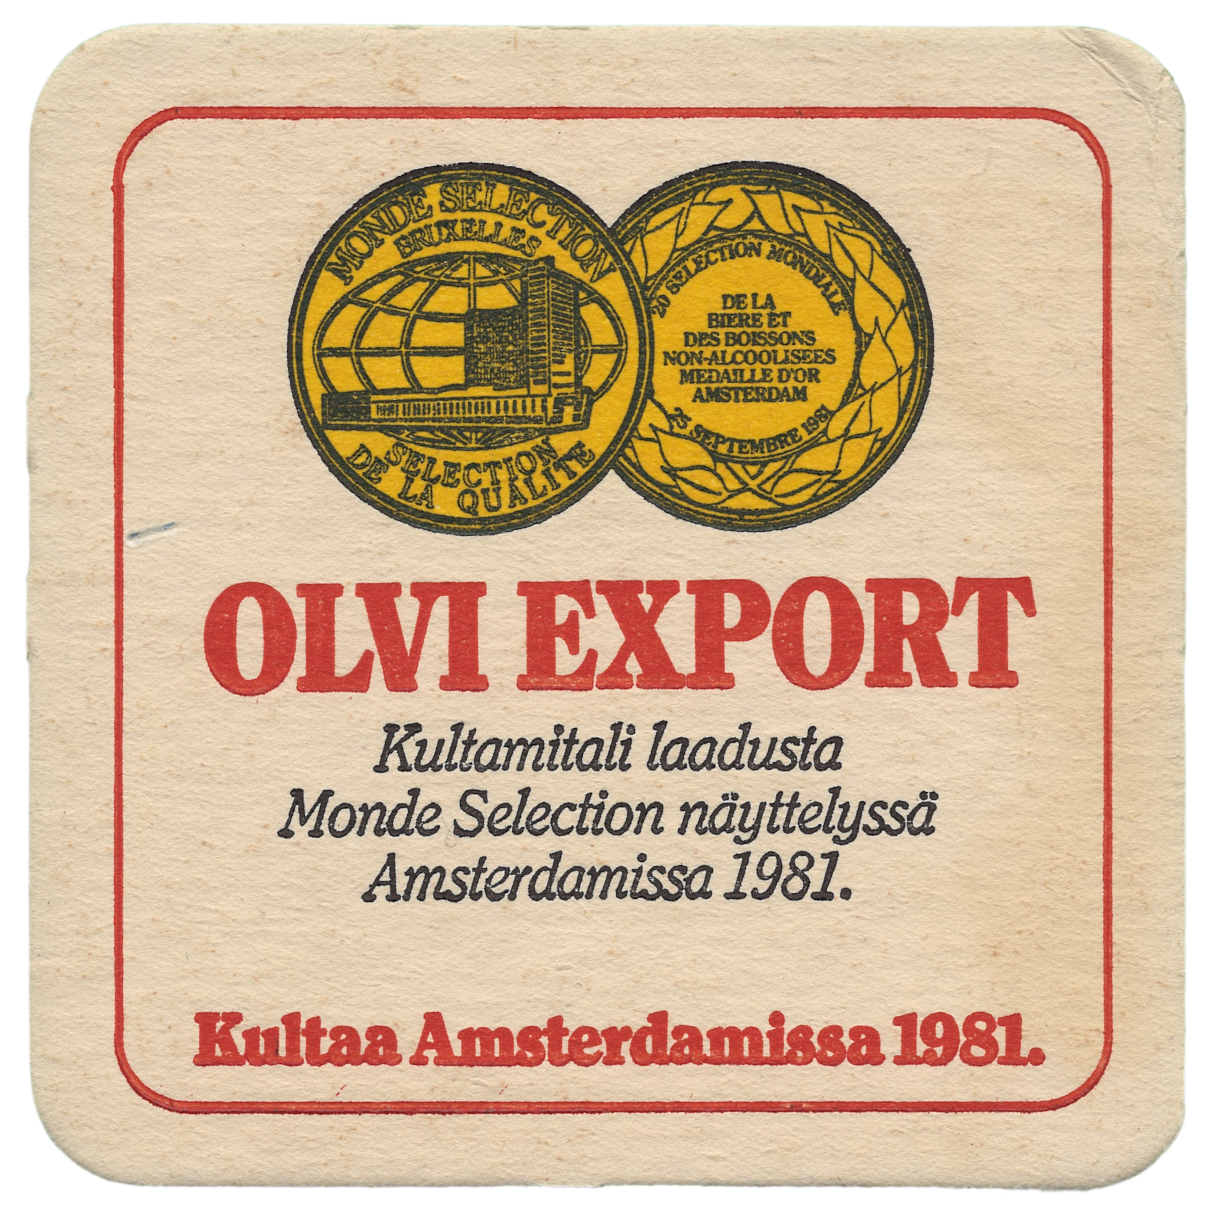 MONDE SELECTION
BRUXELLES
SELECTION
DE LA QUALITE
20 SELECTION MONDIALE
DE LA
BIERE ET
DES BOISSONS
NON-ALCOOLISEES
MEDAILLE D'OR
AMSTERDAM
25 SEPTEMBRE 1981
OLVI EXPORT
Kultamitali laadusta
Monde Selection näyttelyssä
Amsterdamissa 1981.
Kultaa Amsterdamissa 1981.